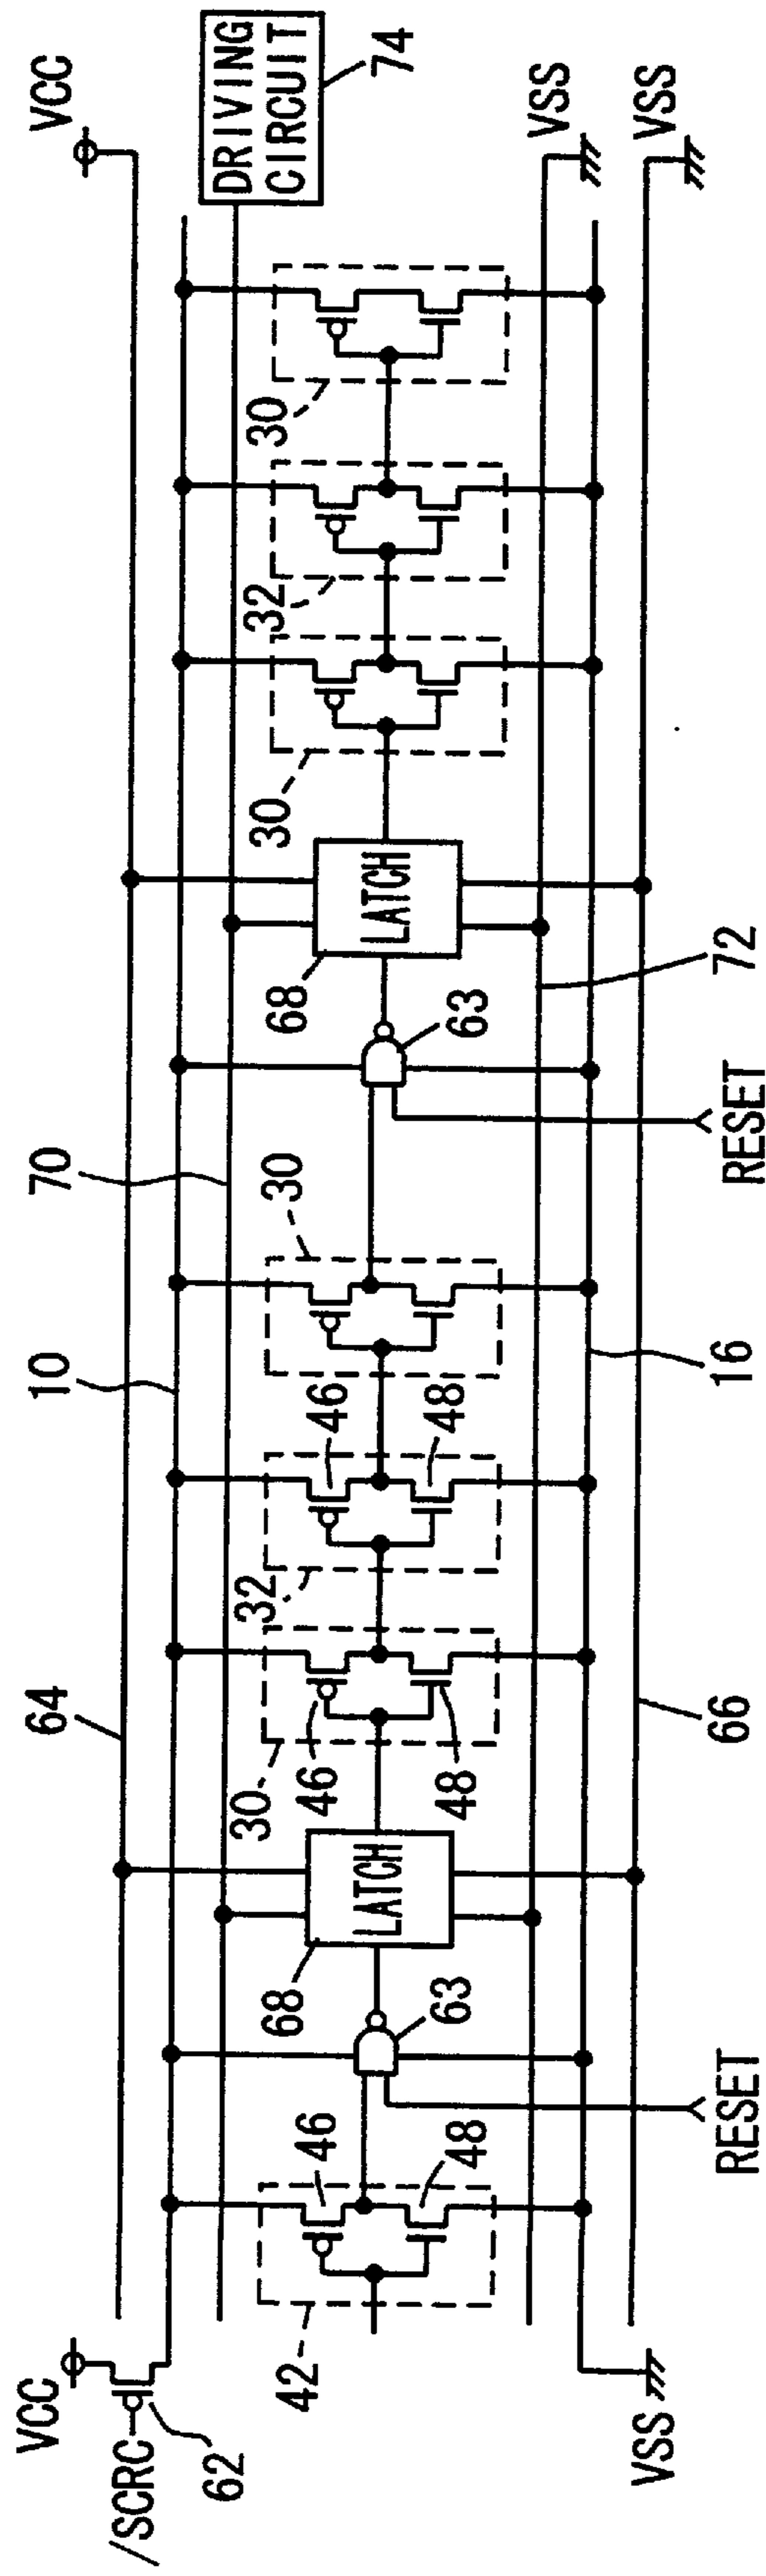 VCC
/SCRC
62
64
10
70
VCC
DRIVING
CIRCUIT
74
42
46
48
63
68
LATCH
30
46
48
32
46
48
30
63
68
LATCH
30
32
30
VSS
RESET
66
16
RESET
72
VSS
VSS